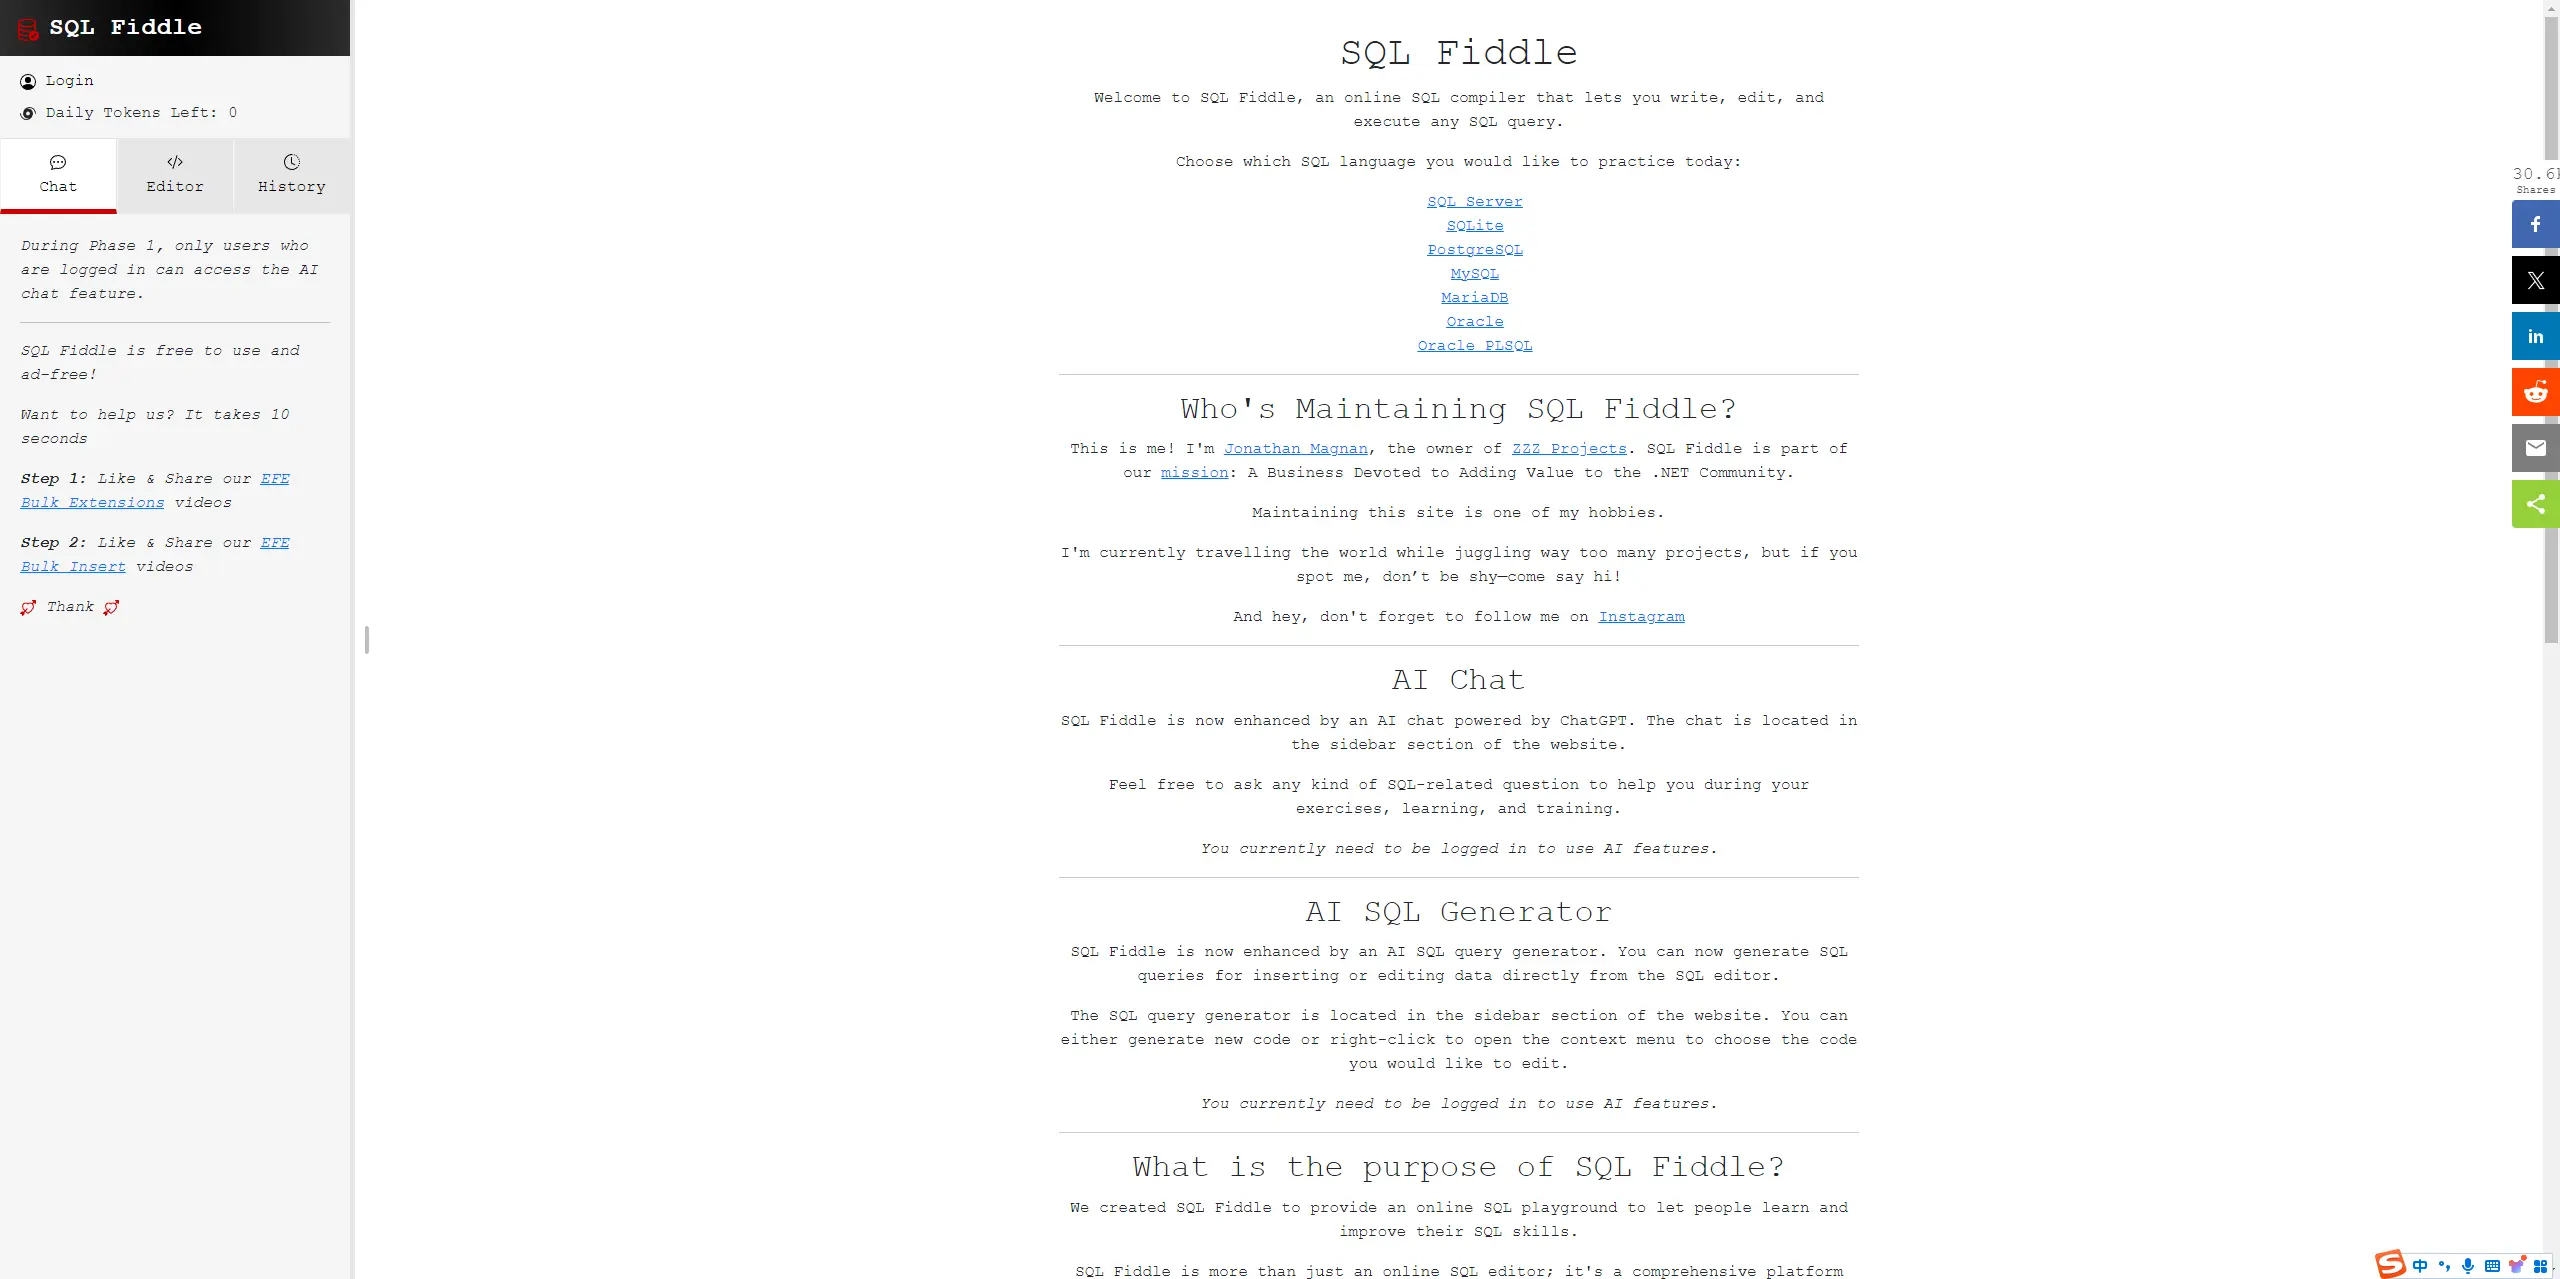 SQL Fiddle
Login
Daily Tokens Left: 0
Chat
Editor
History
During Phase 1, only users who
are logged in can access the AI
chat feature.
SQL Fiddle is free to use and
ad-free!
Want to help us? It takes 10
seconds
Step 1: Like & Share our EFE
Bulk Extensions videos
Step 2: Like & Share our EFE
Bulk Insert videos
Thank
SQL Fiddle
Welcome to SQL Fiddle, an online SQL compiler that lets you write, edit, and
execute any SQL query.
Choose which SQL language you would like to practice today:
SQL Server
SQLite
PostgreSQL
MySQL
MariaDB
Oracle
Oracle PLSQL
Who's Maintaining SQL Fiddle?
This is me! I'm Jonathan Magnan, the owner of ZZZ Projects. SQL Fiddle is part of
our mission: A Business Devoted to Adding Value to the .NET Community.
Maintaining this site is one of my hobbies.
I'm currently travelling the world while juggling way too many projects, but if you
spot me, don’t be shy—come say hi!
And hey, don't forget to follow me on Instagram
AI Chat
SQL Fiddle is now enhanced by an AI chat powered by ChatGPT. The chat is located in
the sidebar section of the website.
Feel free to ask any kind of SQL-related question to help you during your
exercises, learning, and training.
You currently need to be logged in to use AI features.
AI SQL Generator
SQL Fiddle is now enhanced by an AI SQL query generator. You can now generate SQL
queries for inserting or editing data directly from the SQL editor.
The SQL query generator is located in the sidebar section of the website. You can
either generate new code or right-click to open the context menu to choose the code
you would like to edit.
You currently need to be logged in to use AI features.
What is the purpose of SQL Fiddle?
We created SQL Fiddle to provide an online SQL playground to let people learn and
improve their SQL skills.
SQL Fiddle is more than just an online SQL editor; it's a comprehensive platform
30.6k
Shares
中